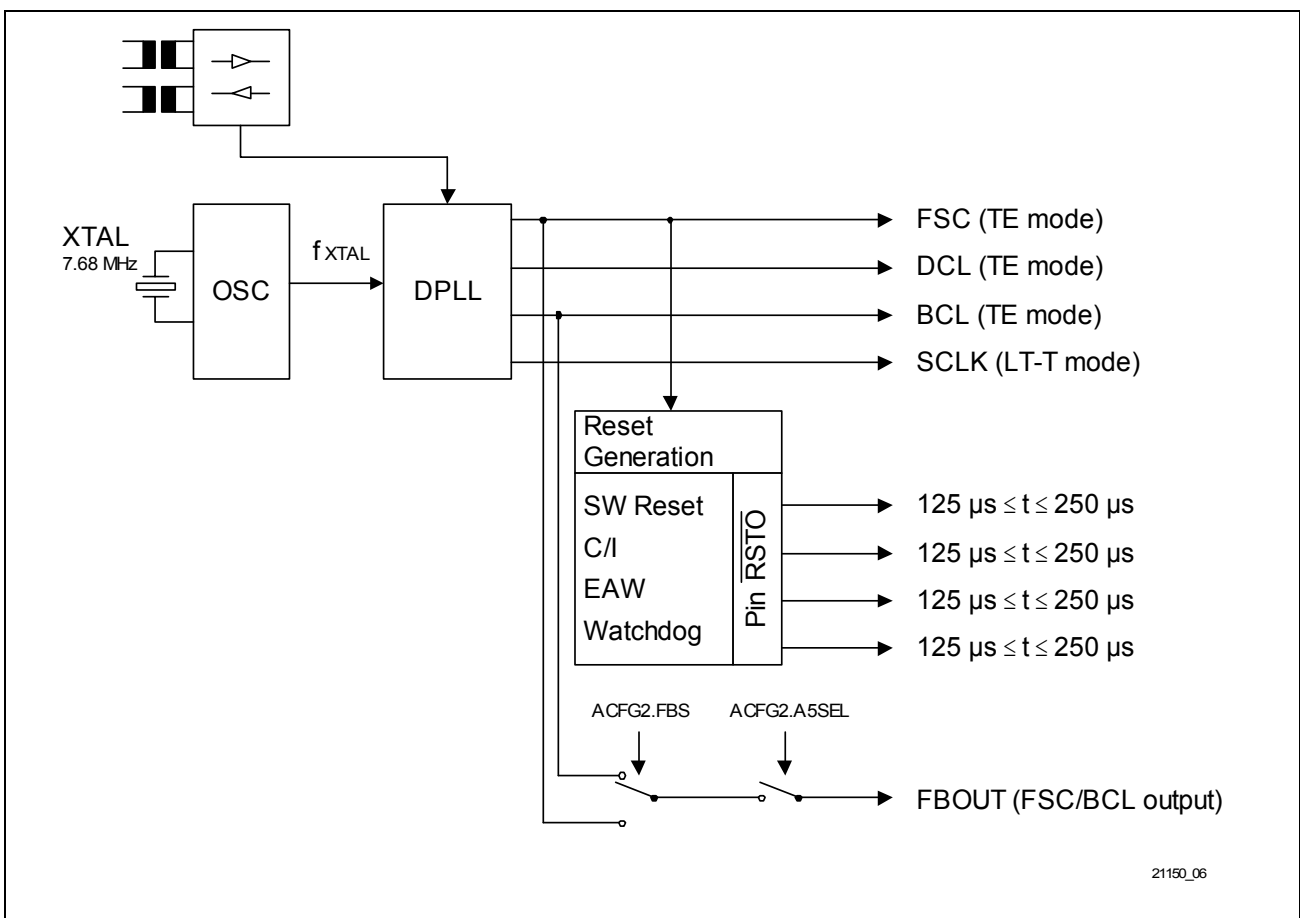 XTAL
7.68 MHz
OSC
f XTAL
DPLL
FSC (TE mode)
DCL (TE mode)
BCL (TE mode)
SCLK (LT-T mode)
Reset
Generation
SW Reset
C/I
EAW
Watchdog
Pin RSTO
125 µs ≤ t ≤ 250 µs
125 µs ≤ t ≤ 250 µs
125 µs ≤ t ≤ 250 µs
125 µs ≤ t ≤ 250 µs
ACFG2.FBS
ACFG2.A5SEL
FBOUT (FSC/BCL output)
21150_06